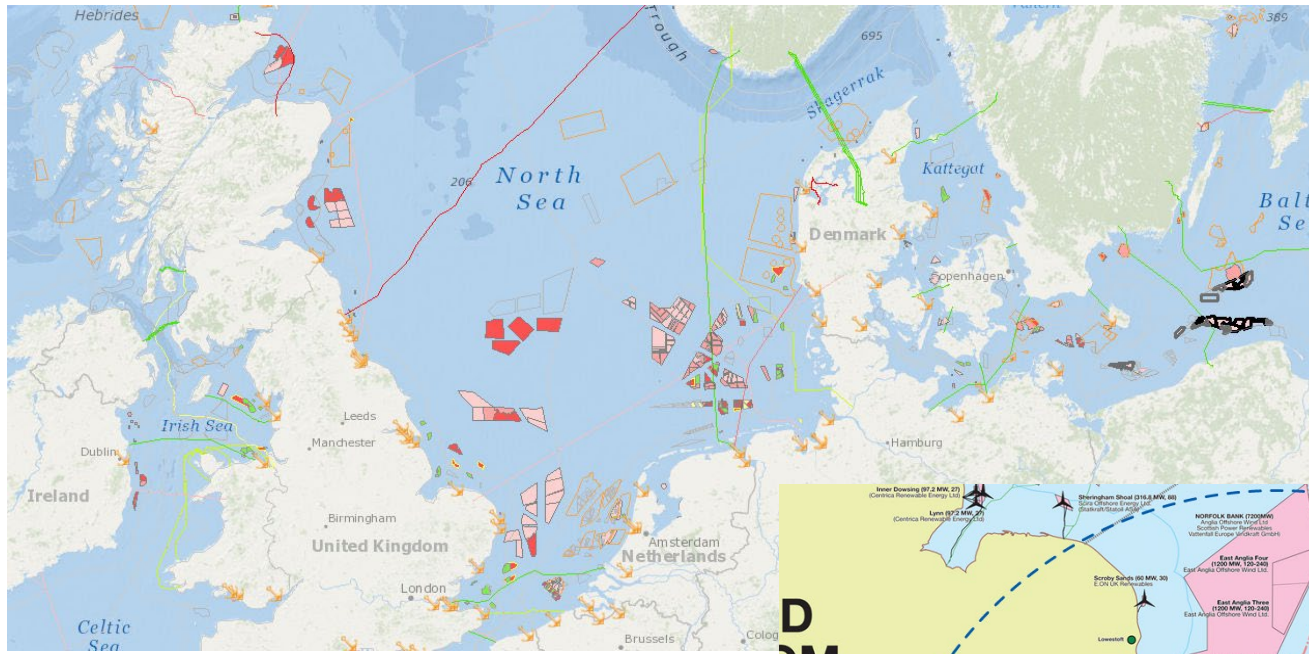 Hebrides
389
695
rough
Skagerrak
North
Sea
206
Kattegat
Balt
Se
Denmark
Copenhagen
Leeds
Irish Sea
Manchester
Dublin
Hamburg
Ireland
Birmingham
United Kingdom
Amsterdam
Netherlands
London
Celtic
Sea
Brussels
Colog
Inner Dowsing (97.2 MW, 27)
(Centrica Renewable Energy Ltd)
Lynn (97.2 MW, 27)
(Centrica Renewable Energy Ltd)
Sheringham Shoal (316.8 MW, 88)
Scira Offshore Energy Ltd.
(Statkraft/Statoil ASA)
NORFOLK BANK (7200MW)
Anglia Offshore Wind Ltd
Scottish Power Renewables
Vattenfall Europe Windkraft GmbH)
East Anglia Four
(1200 MW, 120-240)
East Anglia Offshore Wind Ltd.
Scroby Sands (60 MW, 30)
E.ON UK Renewables
East Anglia Three
(1200 MW, 120-240)
East Anglia Offshore Wind Ltd.
D
Lowestoft
OM